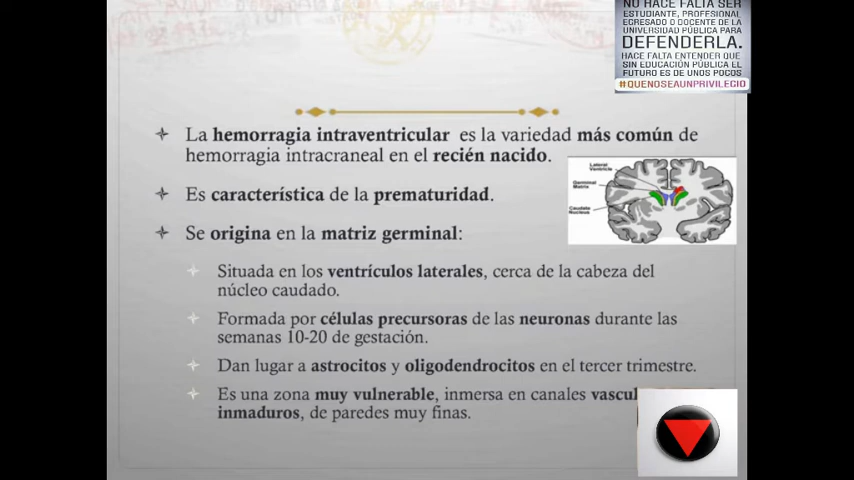 NO HACE FALTA SER
ESTUDIANTE, PROFESIONAL
EGRESADO O DOCENTE DE LA
UNIVERSIDAD PÚBLICA PARA
DEFENDERLA.
HACE FALTA ENTENDER QUE
SIN EDUCACIÓN PÚBLICA EL
FUTURO ES DE UNOS POCOS
#QUENOSEAUNPRIVILEGIO
La hemorragia intraventricular es la variedad más común de
hemorragia intracraneal en el recién nacido.
Es característica de la prematuridad.
Se origina en la matriz germinal:
Lateral
Ventricle
Germinal
Matrix
Caudate
Nucleus
Situada en los ventrículos laterales, cerca de la cabeza del
núcleo caudado.
Formada por células precursoras de las neuronas durante las
semanas 10-20 de gestación.
Dan lugar a astrocitos y oligodendrocitos en el tercer trimestre.
Es una zona muy vulnerable, inmersa en canales
inmaduros, de paredes muy finas.